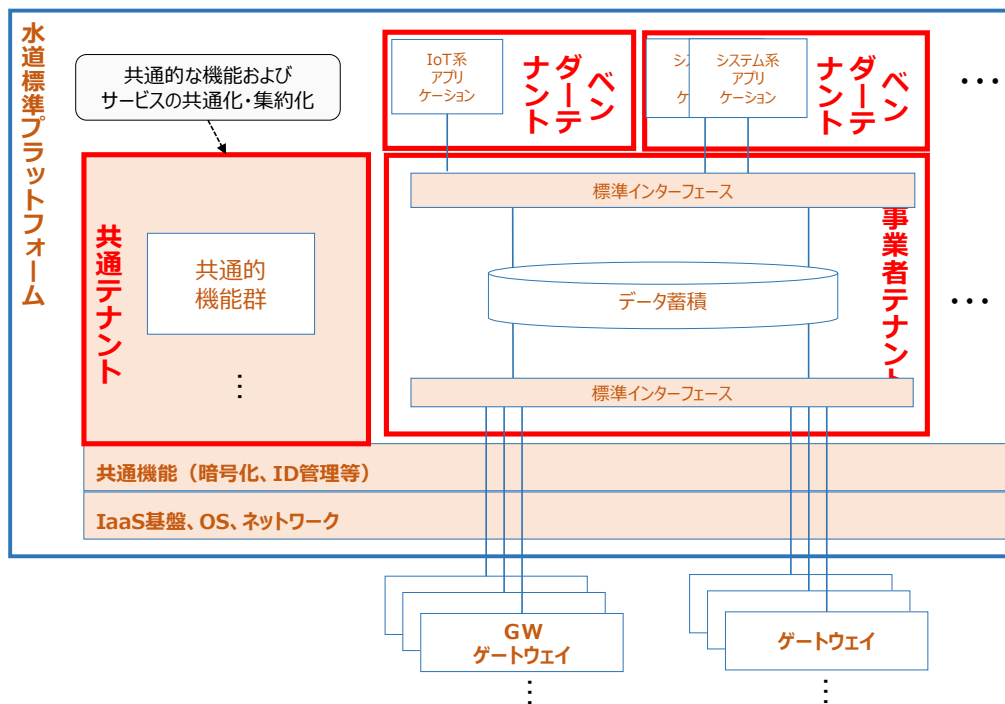 水道標準プラットフォーム
共通的な機能および
サービスの共通化・集約化
IoT系
アプリ
ケーション
ベン
ダーテ
ナント
シス
ケ
システム系
アプリ
ケーション
ベン
ダーテ
ナント
…
共通テナント
共通的
機能群
⋮
標準インターフェース
データ蓄積
標準インターフェース
事業者テナント
…
共通機能（暗号化、ID管理等）
IaaS基盤、OS、ネットワーク
GW
ゲートウェイ
⋮
ゲートウェイ
⋮